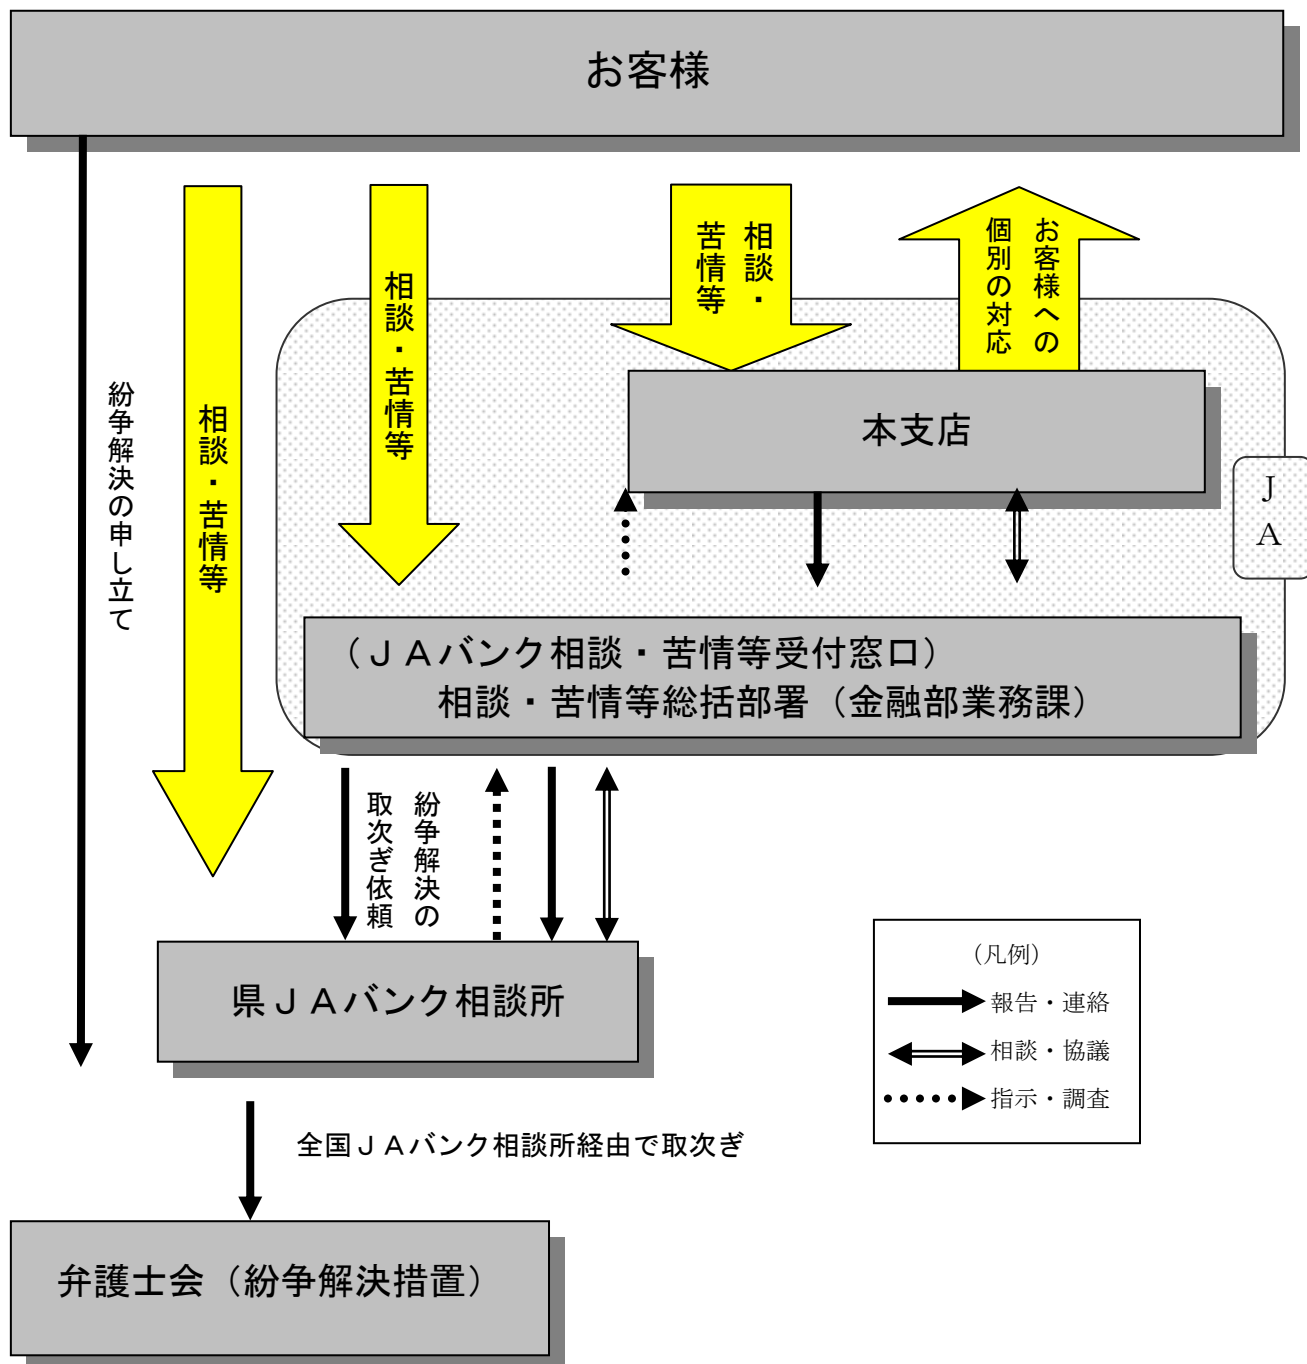 お客様
紛争解決の申し立て
相談・苦情等
相談・苦情等
相談・
苦情等
お客様への
個別の対応
本支店
ＪＡ
（ＪＡバンク相談・苦情等受付窓口）
相談・苦情等総括部署（金融部業務課）
紛争解決の
取次ぎ依頼
県ＪＡバンク相談所
（凡例）
報告・連絡
相談・協議
指示・調査
全国ＪＡバンク相談所経由で取次ぎ
弁護士会（紛争解決措置）